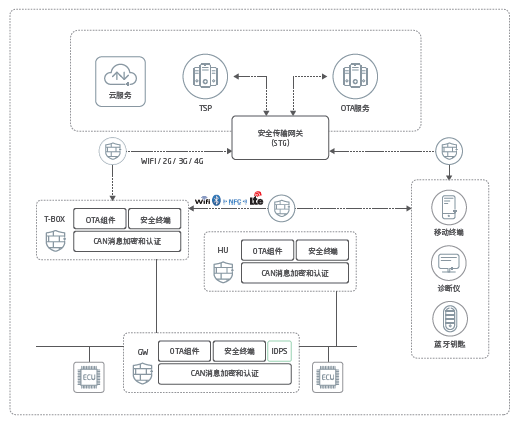 云服务
TSP
OTA服务
安全传输网关
(STG)
WIFI / 2G / 3G / 4G
wifi NFC Lte
T-BOX
OTA组件
安全终端
CAN消息加密和认证
HU
OTA组件
安全终端
CAN消息加密和认证
移动终端
诊断仪
蓝牙钥匙
GW
OTA组件
安全终端
IDPS
CAN消息加密和认证
ECU
ECU